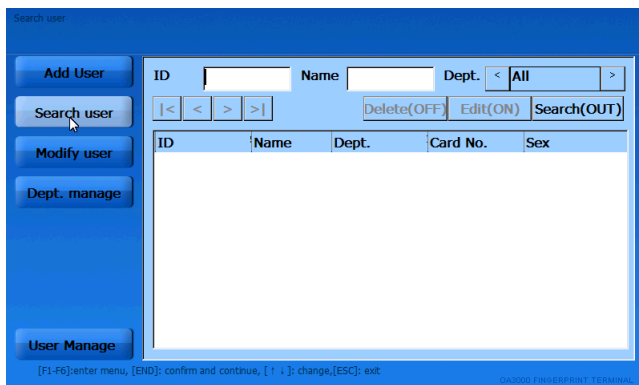 Search user
Add User
ID Name Dept. < All >
Search user
|< < > >| Delete(OFF) Edit(ON) Search(OUT)
ID Name Dept. Card No. Sex
Modify user
Dept. manage
User Manage
[F1-F6]:enter menu, [END]: confirm and continue, [ ↑ ↓ ]: change,[ESC]: exit
OA3000 FINGERPRINT TERMINAL